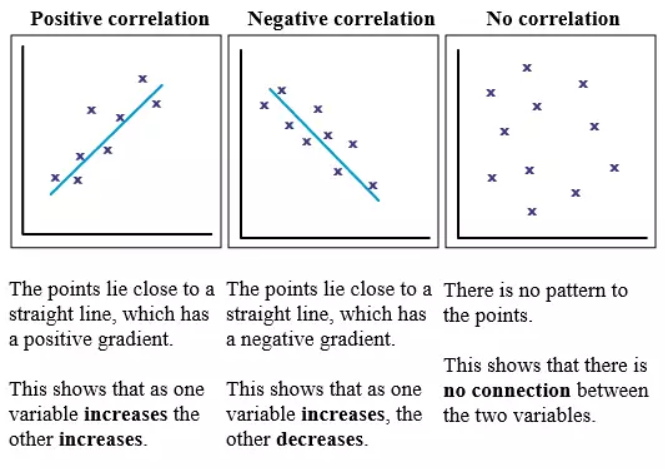 Positive correlation
Negative correlation
No correlation
The points lie close to a
straight line, which has
a positive gradient.
This shows that as one
variable increases the
other increases.
The points lie close to a
straight line, which has
a negative gradient.
This shows that as one
variable increases, the
other decreases.
There is no pattern to
the points.
This shows that there is
no connection between
the two variables.